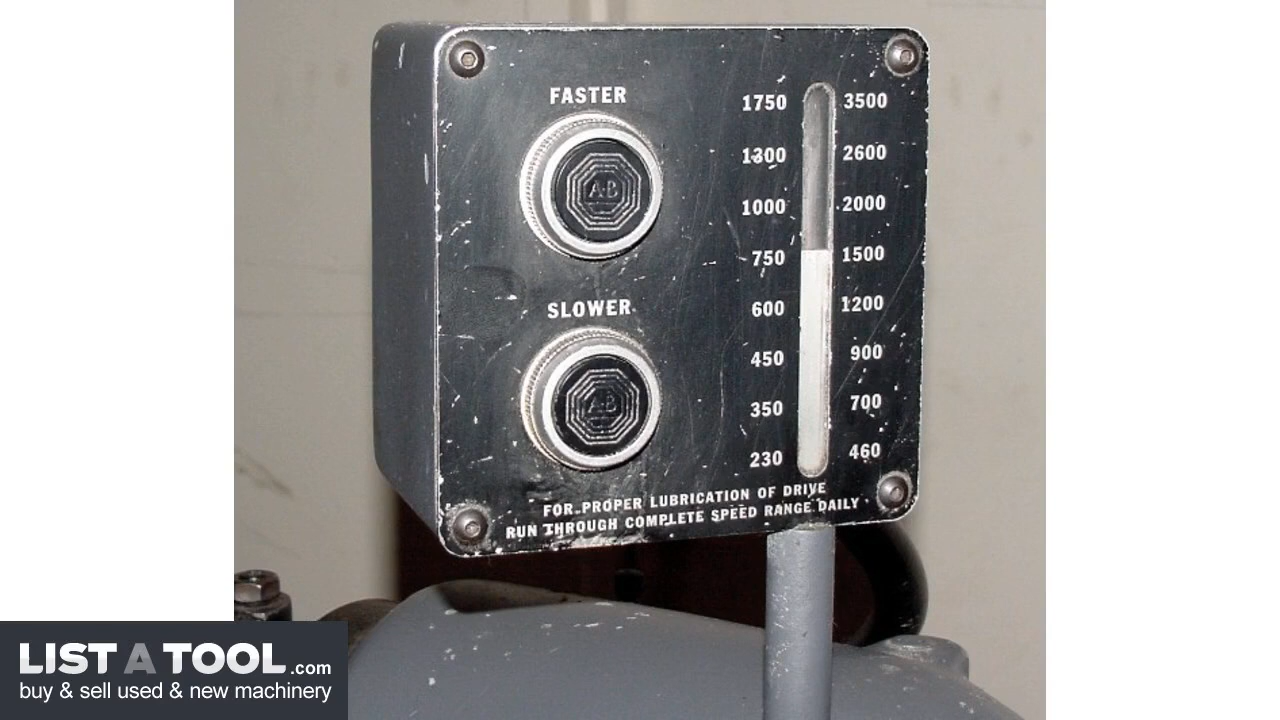 FASTER
1750 3500
1300 2600
A-B
1000 2000
750 1500
SLOWER
600 1200
450 900
A-B
350 700
230 460
FOR PROPER LUBRICATION OF DRIVE
RUN THROUGH COMPLETE SPEED RANGE DAILY
LIST A TOOL.com
buy & sell used & new machinery